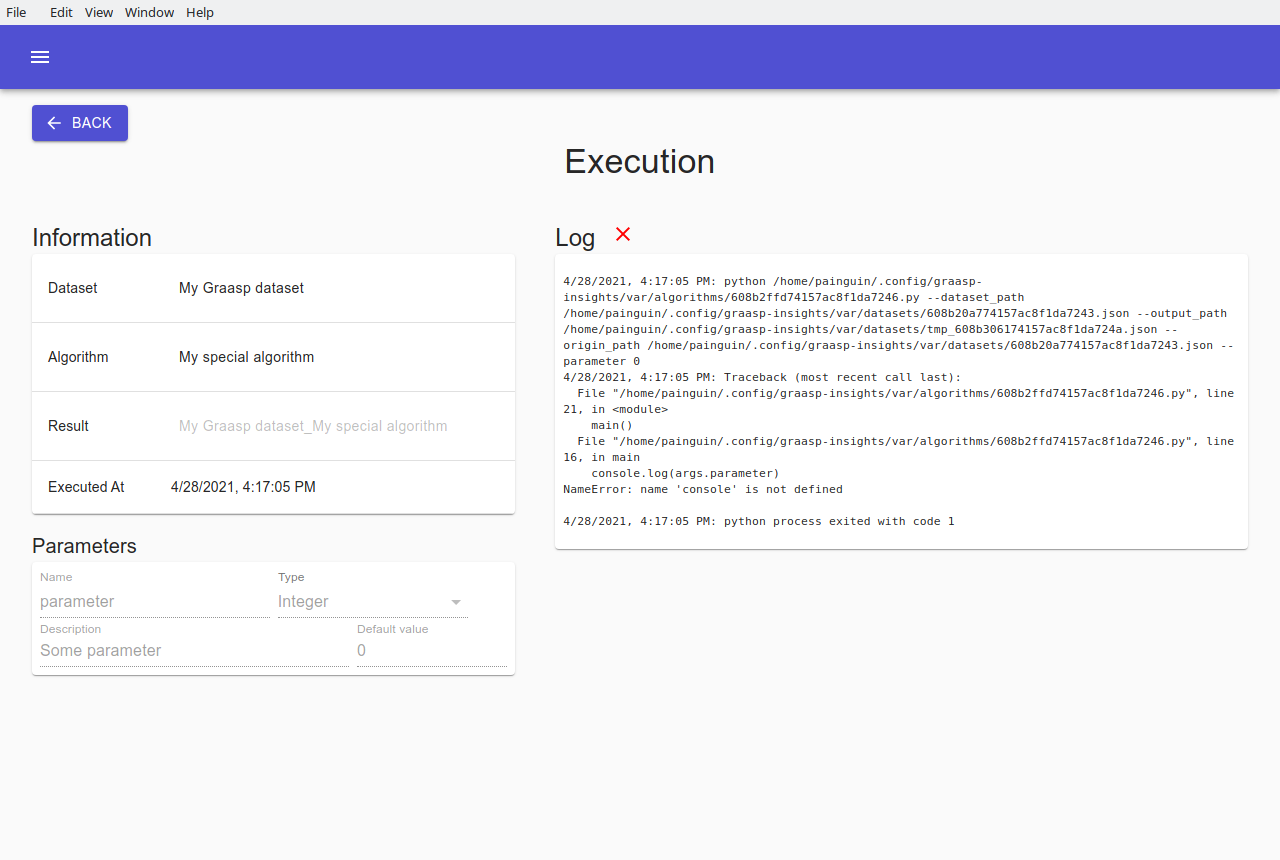 File Edit View Window Help
BACK
Execution
Information
Dataset My Graasp dataset
Algorithm My special algorithm
Result My Graasp dataset_My special algorithm
Executed At 4/28/2021, 4:17:05 PM
Parameters
Name Type
parameter Integer
Description Default value
Some parameter 0
Log
4/28/2021, 4:17:05 PM: python /home/painguin/.config/graasp-
insights/var/algorithms/608b2ffd74157ac8f1da7246.py --dataset_path
/home/painguin/.config/graasp-insights/var/datasets/608b20a774157ac8f1da7243.json --output_path
/home/painguin/.config/graasp-insights/var/datasets/tmp_608b306174157ac8f1da724a.json --
origin_path /home/painguin/.config/graasp-insights/var/datasets/608b20a774157ac8f1da7243.json --
parameter 0
4/28/2021, 4:17:05 PM: Traceback (most recent call last):
  File "/home/painguin/.config/graasp-insights/var/algorithms/608b2ffd74157ac8f1da7246.py", line
21, in <module>
    main()
  File "/home/painguin/.config/graasp-insights/var/algorithms/608b2ffd74157ac8f1da7246.py", line
16, in main
    console.log(args.parameter)
NameError: name 'console' is not defined
4/28/2021, 4:17:05 PM: python process exited with code 1